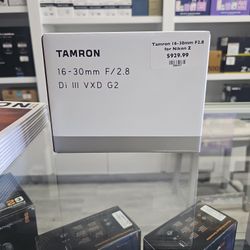 TAMRON
16-30mm F/2.8
Di III VXD G2
Tamron 16-30mm F2.8
for Nikon Z
$929.99